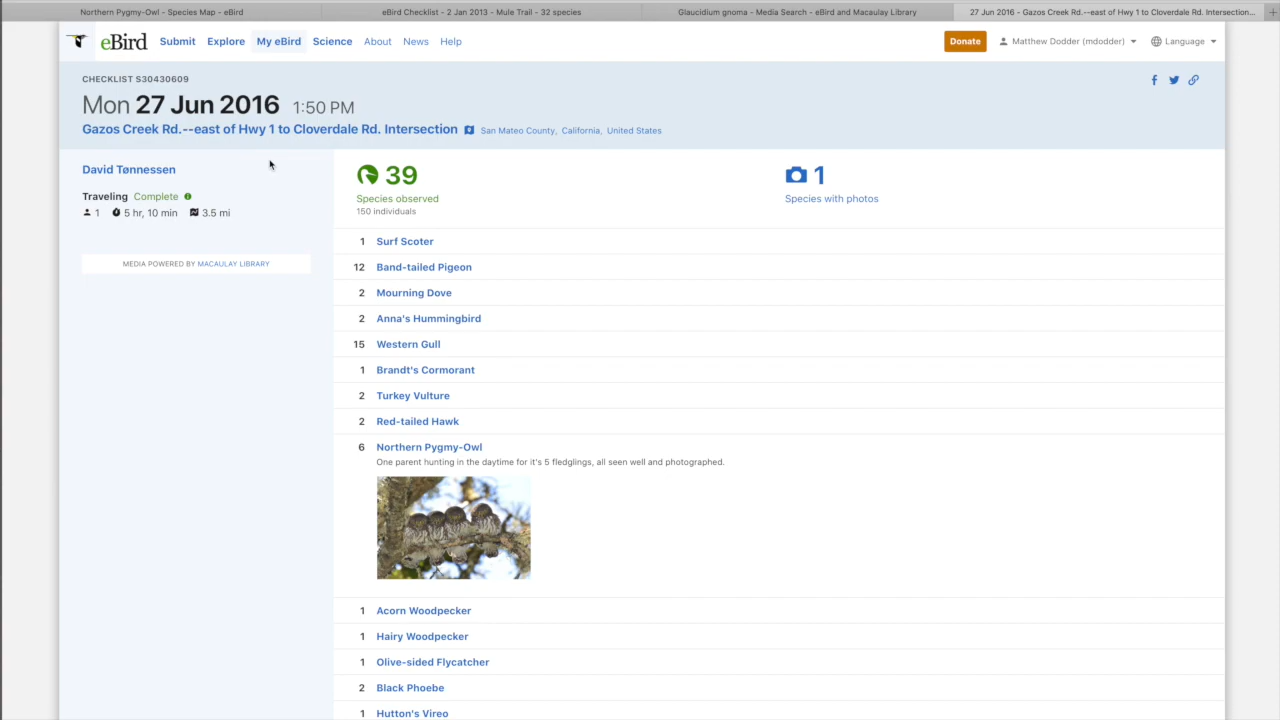 Northern Pygmy-Owl - Species Map - eBird
eBird Checklist - 2 Jan 2013 - Mule Trail - 32 species
Glaucidium gnoma - Media Search - eBird and Macaulay Library
27 Jun 2016 - Gazos Creek Rd.--east of Hwy 1 to Cloverdale Rd. Intersection...
eBird Submit Explore My eBird Science About News Help Donate Matthew Dodder (mdodder) Language
CHECKLIST S30430609
Mon 27 Jun 2016 1:50 PM
Gazos Creek Rd.--east of Hwy 1 to Cloverdale Rd. Intersection San Mateo County, California, United States
David Tønnessen
Traveling Complete
1 5 hr, 10 min 3.5 mi
MEDIA POWERED BY MACAULAY LIBRARY
39
Species observed
150 individuals
1
Species with photos
1 Surf Scoter
12 Band-tailed Pigeon
2 Mourning Dove
2 Anna's Hummingbird
15 Western Gull
1 Brandt's Cormorant
2 Turkey Vulture
2 Red-tailed Hawk
6 Northern Pygmy-Owl
One parent hunting in the daytime for it's 5 fledglings, all seen well and photographed.
1 Acorn Woodpecker
1 Hairy Woodpecker
1 Olive-sided Flycatcher
2 Black Phoebe
1 Hutton's Vireo